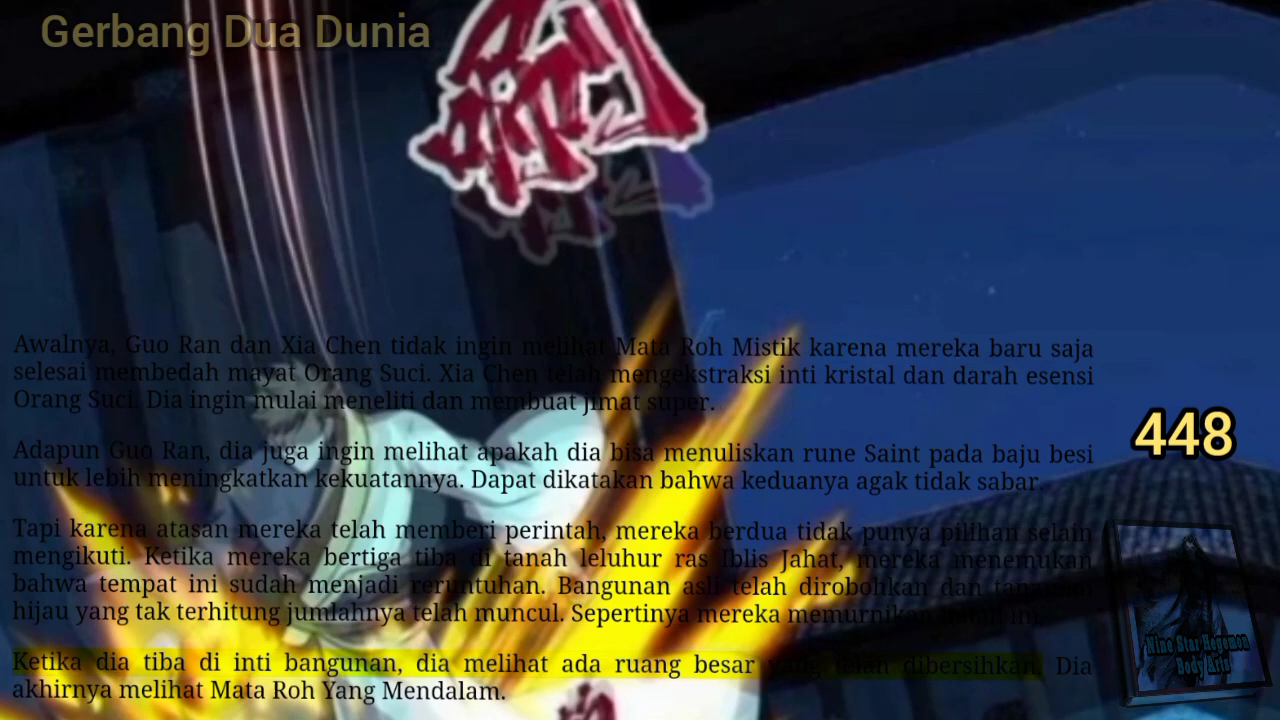 Gerbang Dua Dunia
Awalnya, Guo Ran dan Xia Chen tidak ingin melihat Mata Roh Mistik karena mereka baru saja
selesai membedah mayat Orang Suci. Xia Chen telah mengekstraksi inti kristal dan darah esensi
Orang Suci. Dia ingin mulai meneliti dan membuat jimat super.
Adapun Guo Ran, dia juga ingin melihat apakah dia bisa menuliskan rune Saint pada baju besi
untuk lebih meningkatkan kekuatannya. Dapat dikatakan bahwa keduanya agak tidak sabar.
448
Tapi karena atasan mereka telah memberi perintah, mereka berdua tidak punya pilihan selain
mengikuti. Ketika mereka bertiga tiba di tanah leluhur ras Iblis Jahat, mereka menemukan
bahwa tempat ini sudah menjadi reruntuhan. Bangunan asli telah dirobohkan dan tanaman
hijau yang tak terhitung jumlahnya telah muncul. Sepertinya mereka memurnikan
Ketika dia tiba di inti bangunan, dia melihat ada ruang besar yang telah dibersihkan. Dia
akhirnya melihat Mata Roh Yang Mendalam.
Nine Star Hegemon
Body Arts